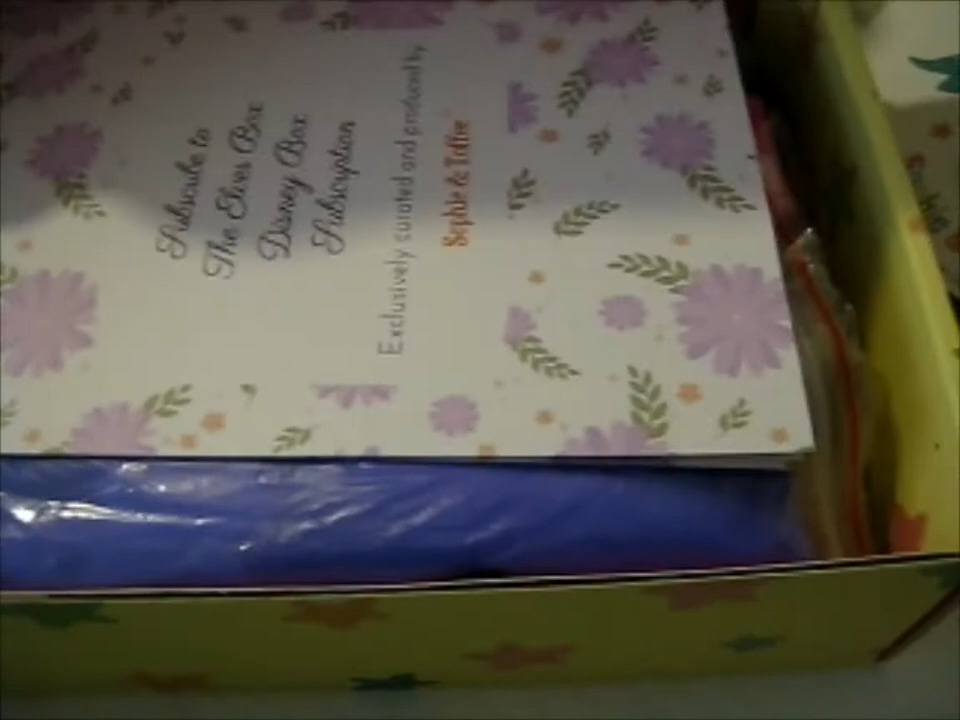 Subscribe to
The Elves Box
Disney Box
Subscription
Exclusively curated and produced by
Sophie & Toffee